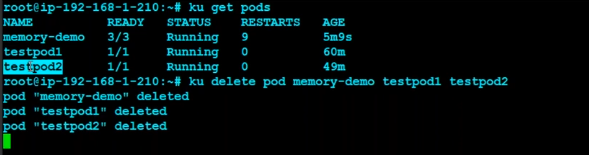 root@ip-192-168-1-210:~# ku get pods
NAME READY STATUS RESTARTS AGE
memory-demo 3/3 Running 9 5m9s
testpod1 1/1 Running 0 60m
testpod2 1/1 Running 0 49m
root@ip-192-168-1-210:~# ku delete pod memory-demo testpod1 testpod2
pod "memory-demo" deleted
pod "testpod1" deleted
pod "testpod2" deleted